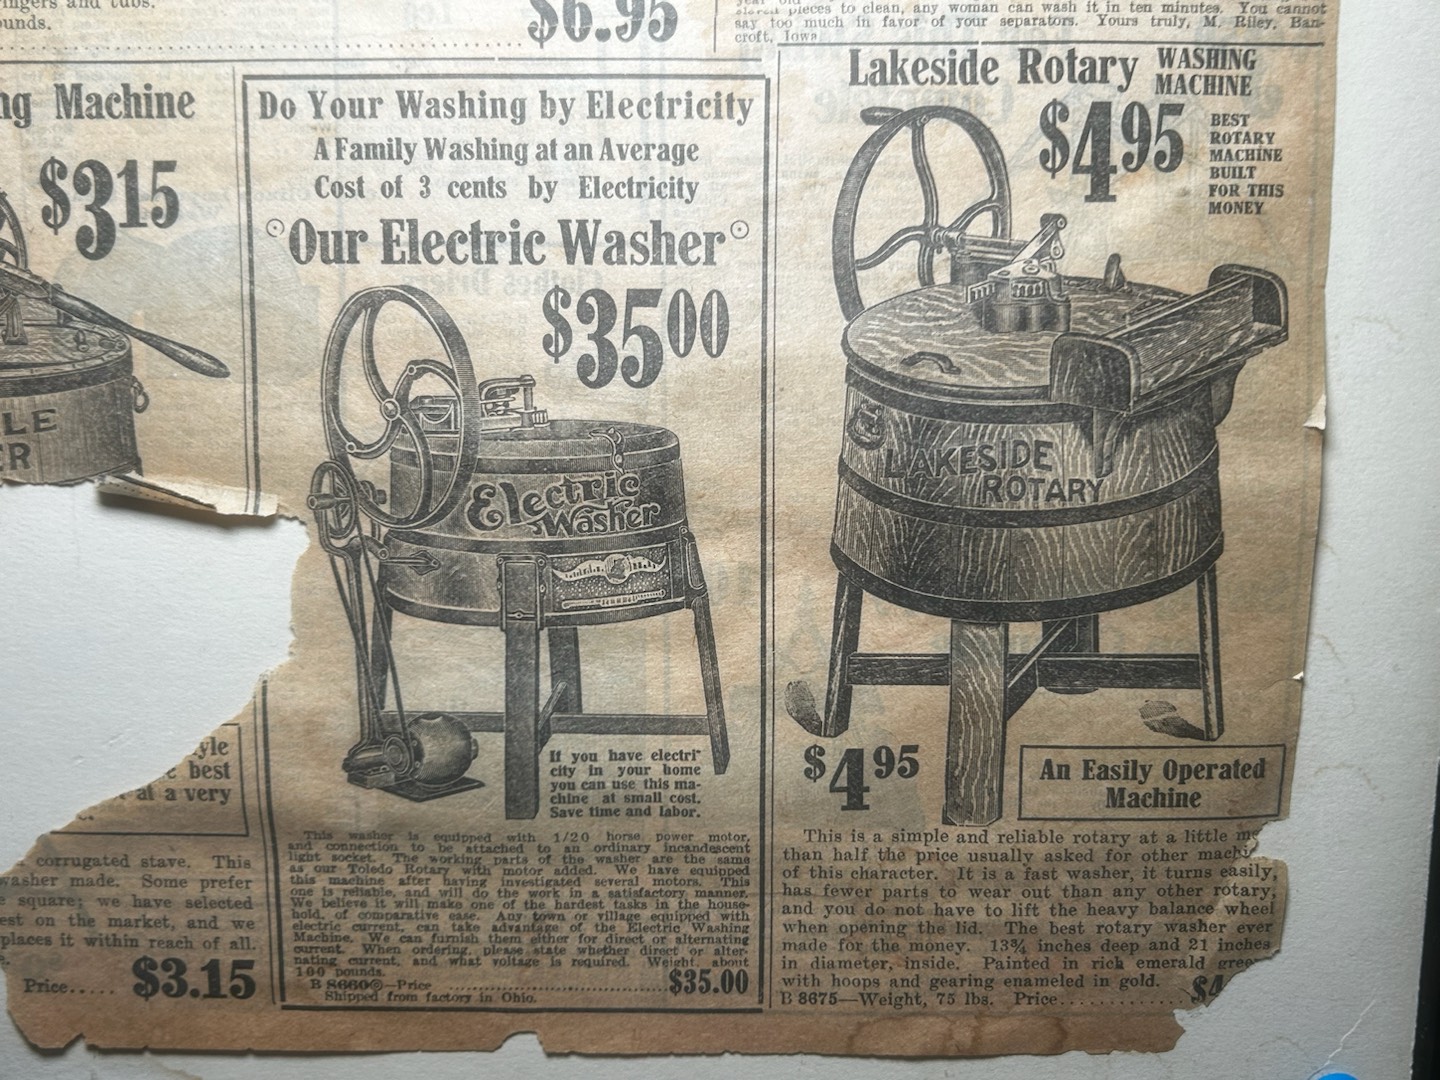 ringers and tubs.
ounds.
$6.95
pieces to clean, any woman can wash it in ten minutes. You cannot
say too much in favor of your separators. Yours truly, M. Riley, Ban-
croft, Iowa
ng Machine
$3 15
LE
ER
yle
best
at a very
corrugated stave. This
washer made. Some prefer
square; we have selected
est on the market, and we
places it within reach of all.
Price..... $3.15
Do Your Washing by Electricity
A Family Washing at an Average
Cost of 3 cents by Electricity
Our Electric Washer
$35 00
Electric
Washer
If you have electri-
city in your home
you can use this ma-
chine at small cost.
Save time and labor.
This washer is equipped with 1/20 horse power motor,
and connection to be attached to an ordinary incandescent
light socket. The working parts of the washer are the same
as our Toledo Rotary with motor added. We have equipped
this machine after having investigated several motors. This
one is reliable, and will do the work in a satisfactory manner.
We believe it will make one of the hardest tasks in the house-
hold, of comparative ease. Any town or village equipped with
electric current, can take advantage of the Electric Washing
Machine. We can furnish them either for direct or alternating
current. When ordering, please state whether direct or alter-
nating current, and what voltage is required. Weight, about
100 pounds.
—Price ........ $35.00
Shipped from factory in Ohio.
Lakeside Rotary WASHING
MACHINE
$4 95
BEST
ROTARY
MACHINE
BUILT
FOR THIS
MONEY
LAKESIDE
ROTARY
$4 95
An Easily Operated
Machine
This is a simple and reliable rotary at a little
than half the price usually asked for other
of this character. It is a fast washer, it turns easily,
has fewer parts to wear out than any other rotary,
and you do not have to lift the heavy balance wheel
when opening the lid. The best rotary washer ever
made for the money. 13¾ inches deep and 21 inches
in diameter, inside. Painted in rich emerald
with hoops and gearing enameled in gold.
B 8675—Weight, 75 lbs. Price............ $4